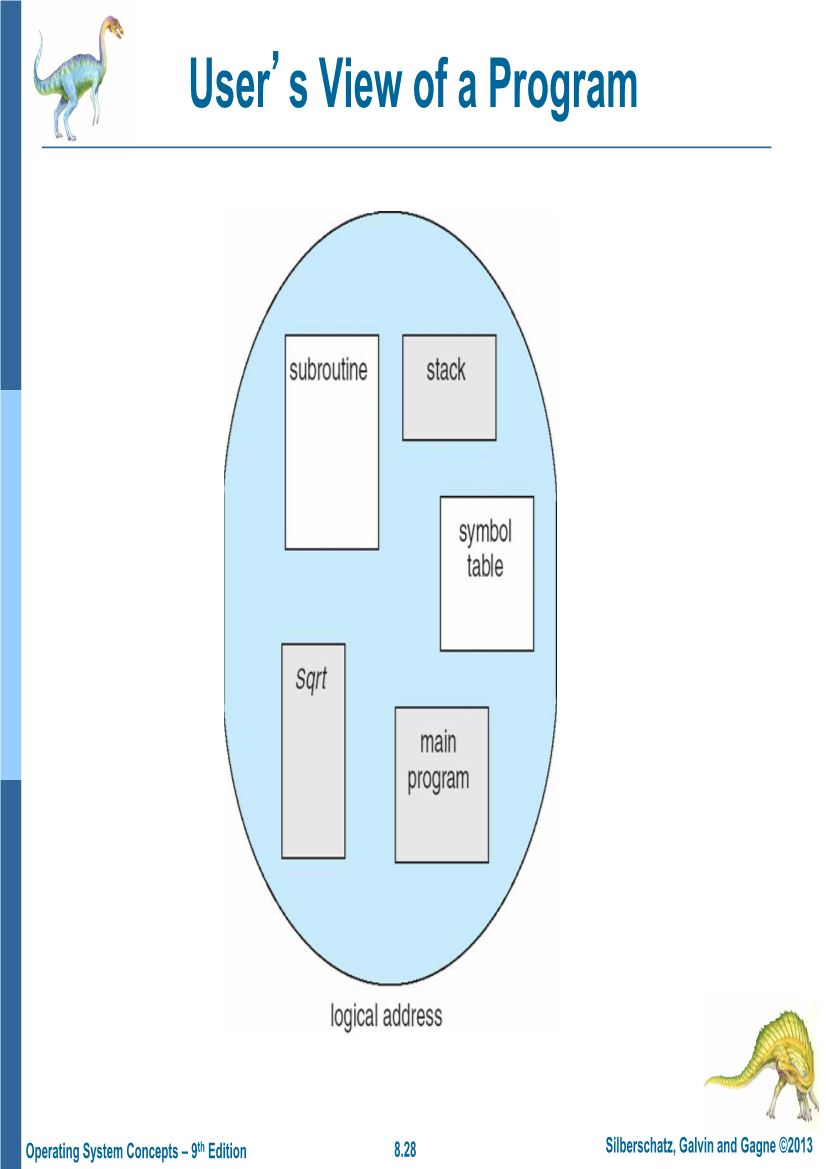 User’s View of a Program
subroutine
stack
symbol
table
Sqrt
main
program
logical address
Operating System Concepts – 9th Edition
8.28
Silberschatz, Galvin and Gagne ©2013